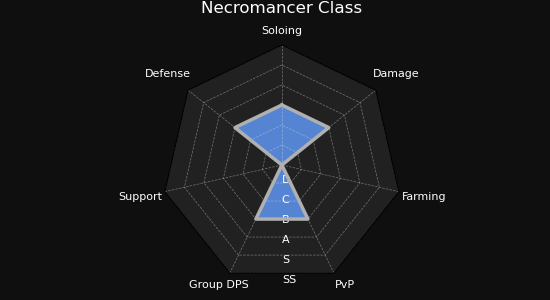 Necromancer Class
Soloing
Defense
Damage
Support
Farming
D
C
B
A
S
SS
Group DPS
PvP